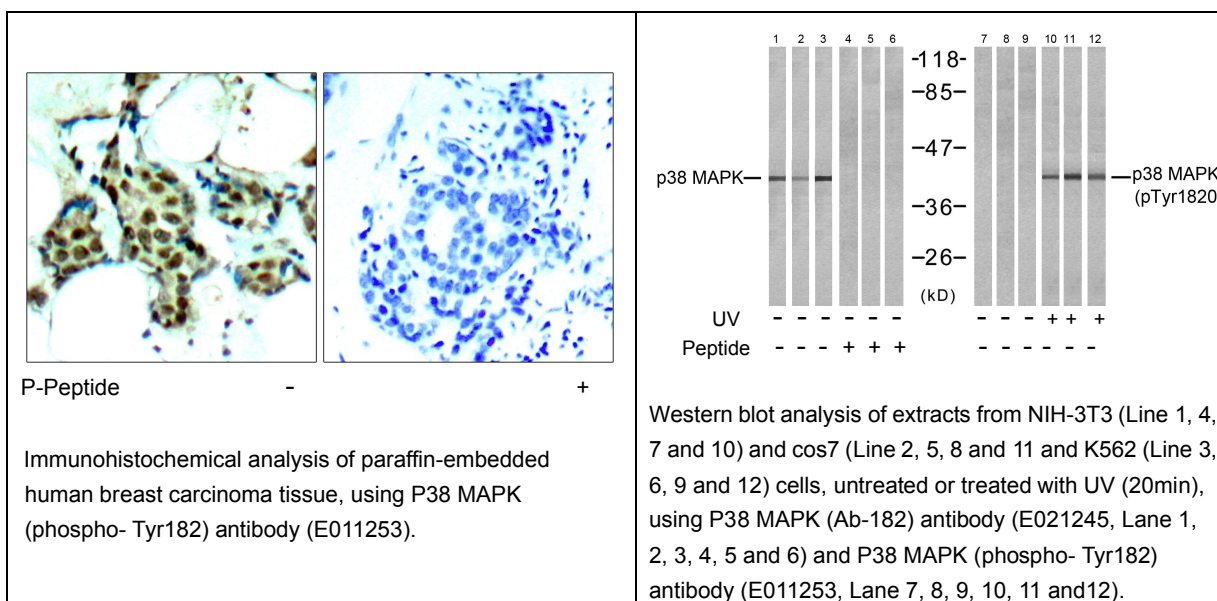 P-Peptide - +
Immunohistochemical analysis of paraffin-embedded
human breast carcinoma tissue, using P38 MAPK
(phospho- Tyr182) antibody (E011253).
1 2 3 4 5 6 7 8 9 10 11 12
-118-
-85-
-47-
p38 MAPK
p38 MAPK
(pTyr1820
-36-
-26-
(kD)
UV - - - - - - - - - + + +
Peptide - - - + + + - - - - - -
Western blot analysis of extracts from NIH-3T3 (Line 1, 4,
7 and 10) and cos7 (Line 2, 5, 8 and 11 and K562 (Line 3,
6, 9 and 12) cells, untreated or treated with UV (20min),
using P38 MAPK (Ab-182) antibody (E021245, Lane 1,
2, 3, 4, 5 and 6) and P38 MAPK (phospho- Tyr182)
antibody (E011253, Lane 7, 8, 9, 10, 11 and12).